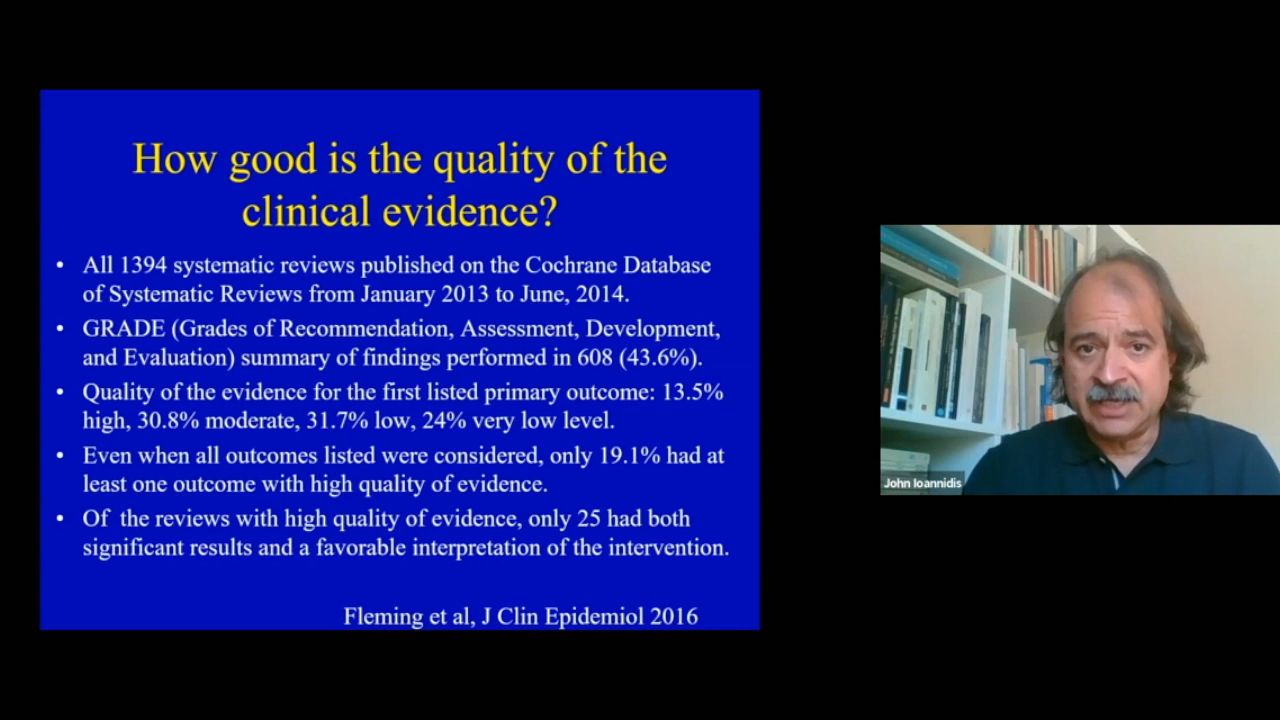 How good is the quality of the
clinical evidence?
• All 1394 systematic reviews published on the Cochrane Database
of Systematic Reviews from January 2013 to June, 2014.
• GRADE (Grades of Recommendation, Assessment, Development,
and Evaluation) summary of findings performed in 608 (43.6%).
• Quality of the evidence for the first listed primary outcome: 13.5%
high, 30.8% moderate, 31.7% low, 24% very low level.
• Even when all outcomes listed were considered, only 19.1% had at
least one outcome with high quality of evidence.
• Of the reviews with high quality of evidence, only 25 had both
significant results and a favorable interpretation of the intervention.
Fleming et al, J Clin Epidemiol 2016
John Ioannidis